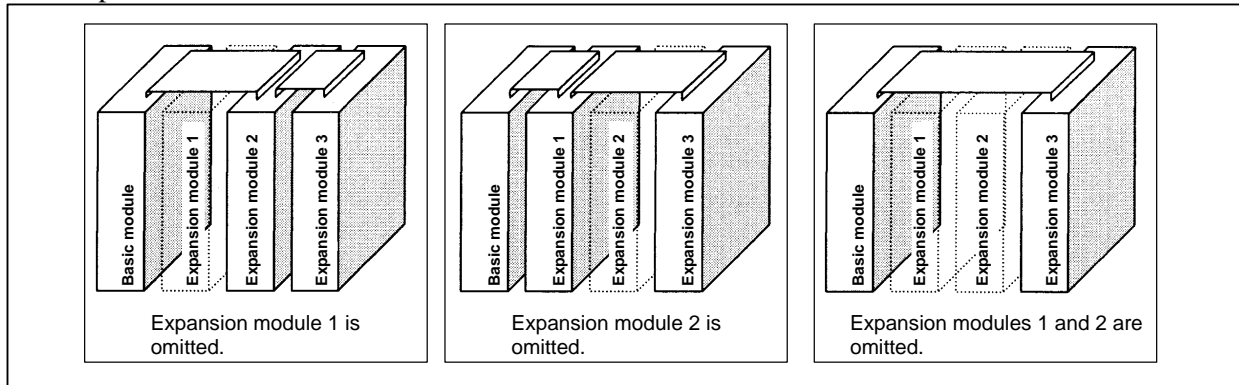 Basic module
Expansion module 1
Expansion module 2
Expansion module 3
Expansion module 1 is
omitted.
Basic module
Expansion module 1
Expansion module 2
Expansion module 3
Expansion module 2 is
omitted.
Basic module
Expansion module 1
Expansion module 2
Expansion module 3
Expansion modules 1 and 2 are
omitted.